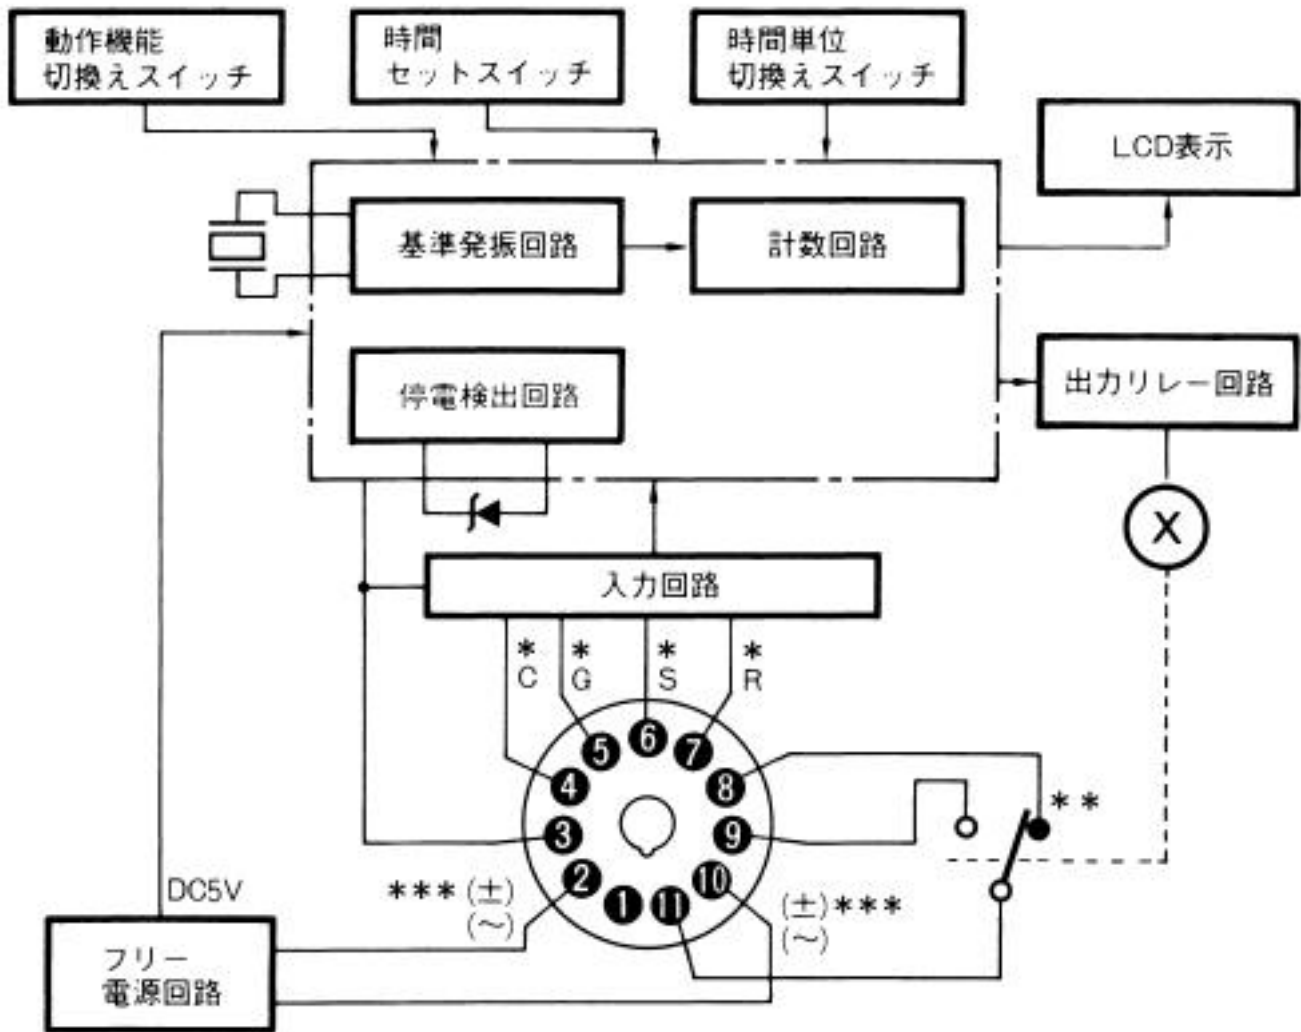 動作機能
切換えスイッチ
時間
セットスイッチ
時間単位
切換えスイッチ
LCD表示
基準発振回路
計数回路
停電検出回路
出力リレー回路
X
入力回路
* * * *
C G S R
5 6 7
4 8
3 9
2 10
1 11
**
DC5V
***(±)
(~)
(±)***
(~)
フリー
電源回路